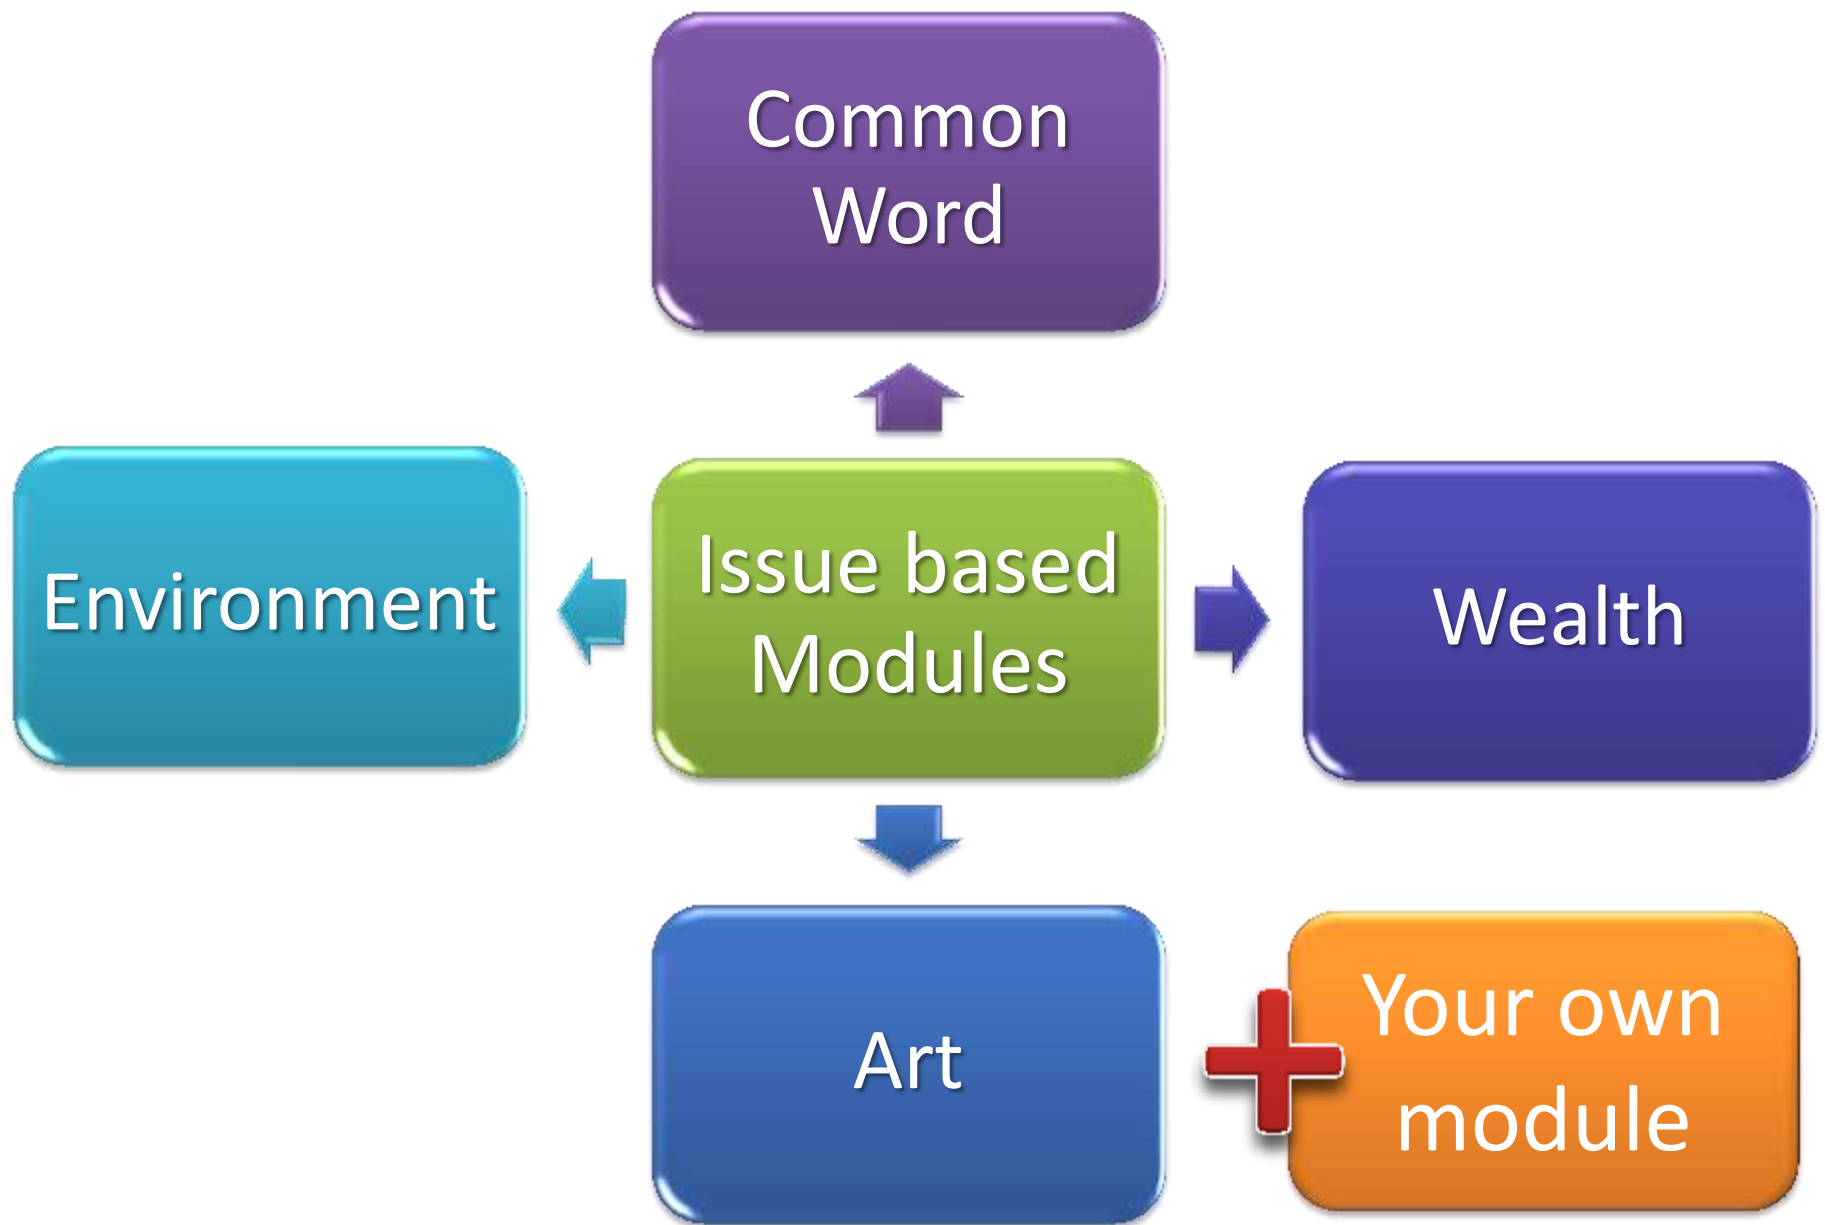 Common
Word
Environment
Issue based
Modules
Wealth
Art
Your own
module